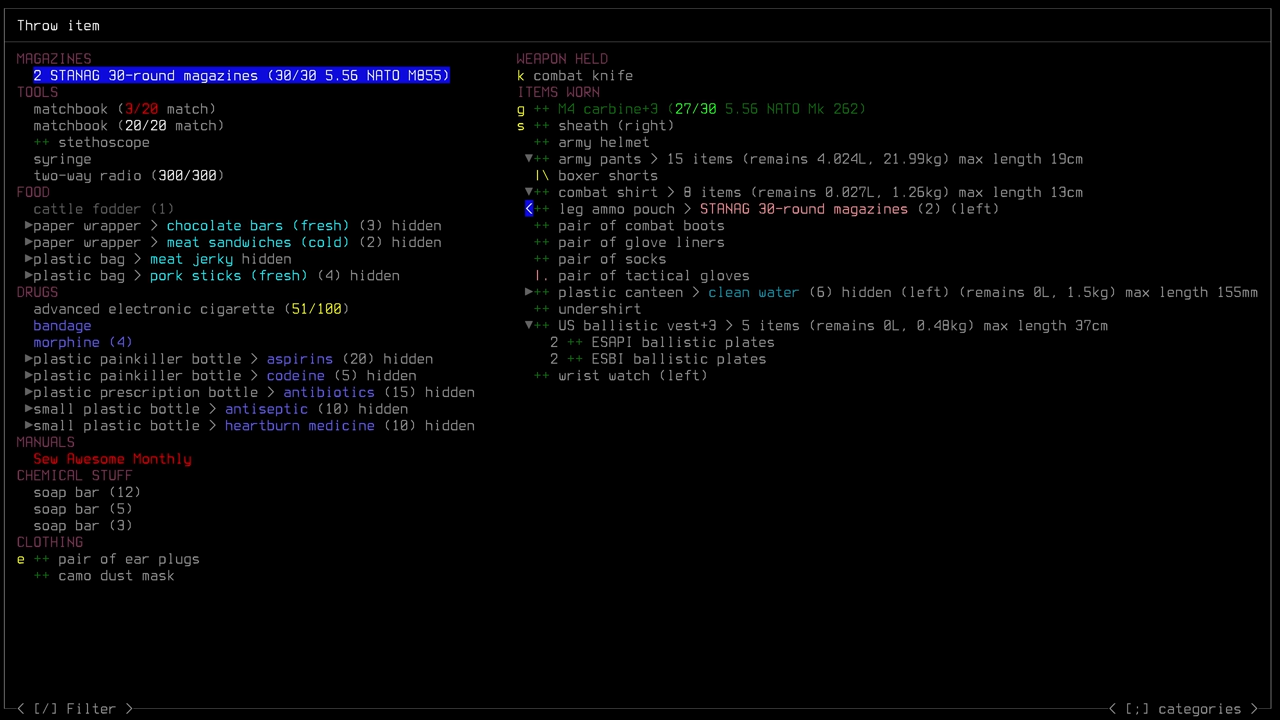 Throw item
MAGAZINES
2 STANAG 30-round magazines (30/30 5.56 NATO M855)
TOOLS
matchbook (3/20 match)
matchbook (20/20 match)
++ stethoscope
syringe
two-way radio (300/300)
FOOD
cattle fodder (1)
▶paper wrapper > chocolate bars (fresh) (3) hidden
▶paper wrapper > meat sandwiches (cold) (2) hidden
▶plastic bag > meat jerky hidden
▶plastic bag > pork sticks (fresh) (4) hidden
DRUGS
advanced electronic cigarette (51/100)
bandage
morphine (4)
▶plastic painkiller bottle > aspirins (20) hidden
▶plastic painkiller bottle > codeine (5) hidden
▶plastic prescription bottle > antibiotics (15) hidden
▶small plastic bottle > antiseptic (10) hidden
▶small plastic bottle > heartburn medicine (10) hidden
MANUALS
Sew Awesome Monthly
CHEMICAL STUFF
soap bar (12)
soap bar (5)
soap bar (3)
CLOTHING
e ++ pair of ear plugs
++ camo dust mask
WEAPON HELD
k combat knife
ITEMS WORN
g ++ M4 carbine+3 (27/30 5.56 NATO Mk 262)
s ++ sheath (right)
++ army helmet
▼++ army pants > 15 items (remains 4.024L, 21.99kg) max length 19cm
|\ boxer shorts
▼++ combat shirt > 8 items (remains 0.027L, 1.26kg) max length 13cm
<++ leg ammo pouch > STANAG 30-round magazines (2) (left)
++ pair of combat boots
++ pair of glove liners
++ pair of socks
|. pair of tactical gloves
▶++ plastic canteen > clean water (6) hidden (left) (remains 0L, 1.5kg) max length 155mm
++ undershirt
▼++ US ballistic vest+3 > 5 items (remains 0L, 0.48kg) max length 37cm
2 ++ ESAPI ballistic plates
2 ++ ESBI ballistic plates
++ wrist watch (left)
< [/] Filter >
< [;] categories >